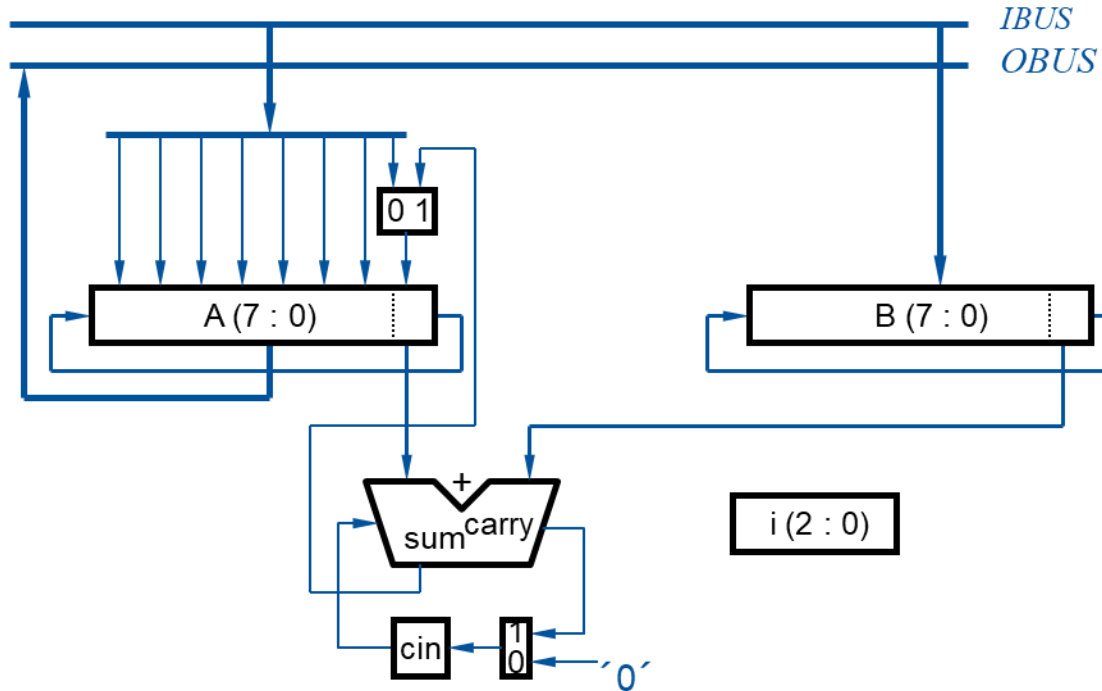 IBUS
OBUS
0 1
A (7 : 0)
B (7 : 0)
+
sum carry
i (2 : 0)
cin
1
0
´0´